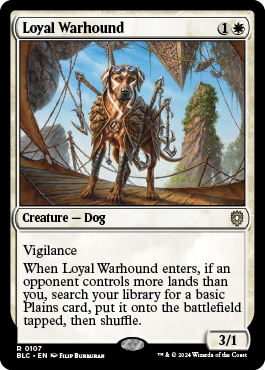 Loyal Warhound 1
Creature — Dog
Vigilance
When Loyal Warhound enters, if an
opponent controls more lands than
you, search your library for a basic
Plains card, put it onto the battlefield
tapped, then shuffle.
3/1
R 0107
BLC • EN Filip Burburan
™ & © 2024 Wizards of the Coast